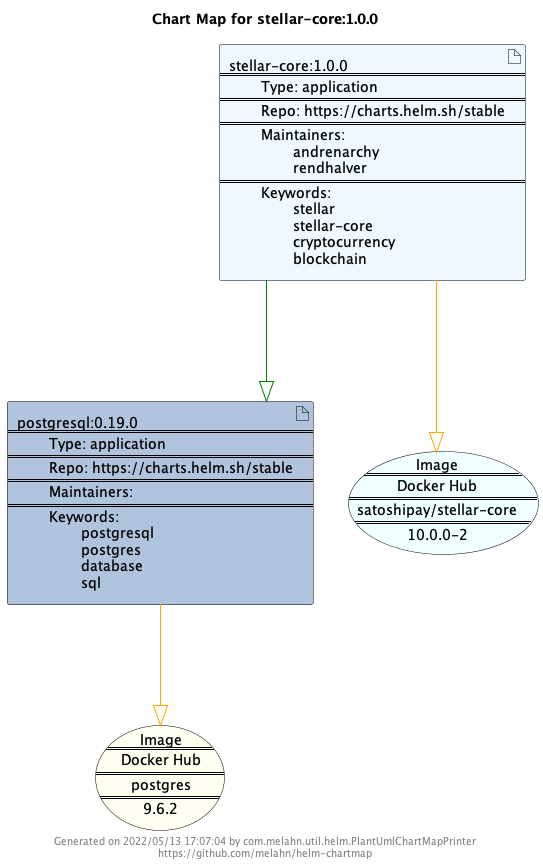 Chart Map for stellar-core:1.0.0
stellar-core:1.0.0
Type: application
Repo: https://charts.helm.sh/stable
Maintainers:
andrenarchy
rendhalver
Keywords:
stellar
stellar-core
cryptocurrency
blockchain
postgresql:0.19.0
Type: application
Repo: https://charts.helm.sh/stable
Maintainers:
Keywords:
postgresql
postgres
database
sql
Image
Docker Hub
satoshipay/stellar-core
10.0.0-2
Image
Docker Hub
postgres
9.6.2
Generated on 2022/05/13 17:07:04 by com.melahn.util.helm.PlantUmlChartMapPrinter
https://github.com/melahn/helm-chartmap